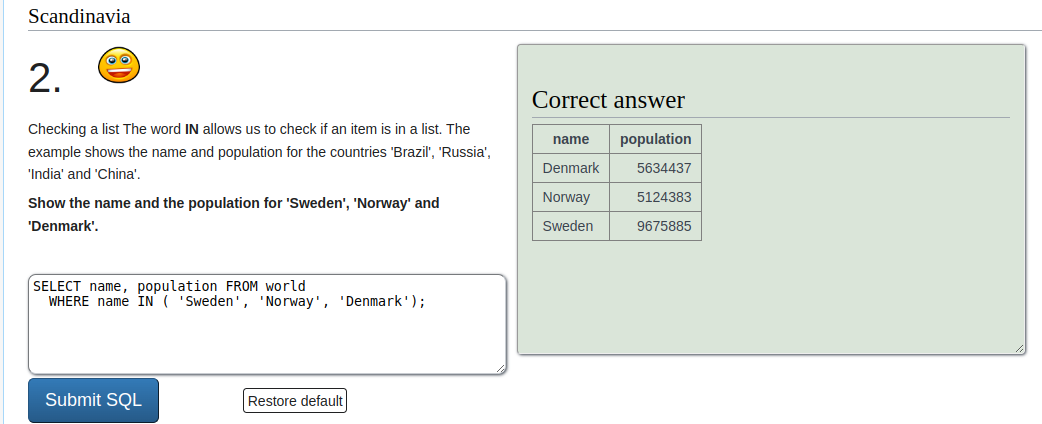 Scandinavia
2.
Checking a list The word IN allows us to check if an item is in a list. The
example shows the name and population for the countries 'Brazil', 'Russia',
'India' and 'China'.
Show the name and the population for 'Sweden', 'Norway' and
'Denmark'.
SELECT name, population FROM world
  WHERE name IN ( 'Sweden', 'Norway', 'Denmark');
Submit SQL
Restore default
Correct answer
name population
Denmark 5634437
Norway 5124383
Sweden 9675885